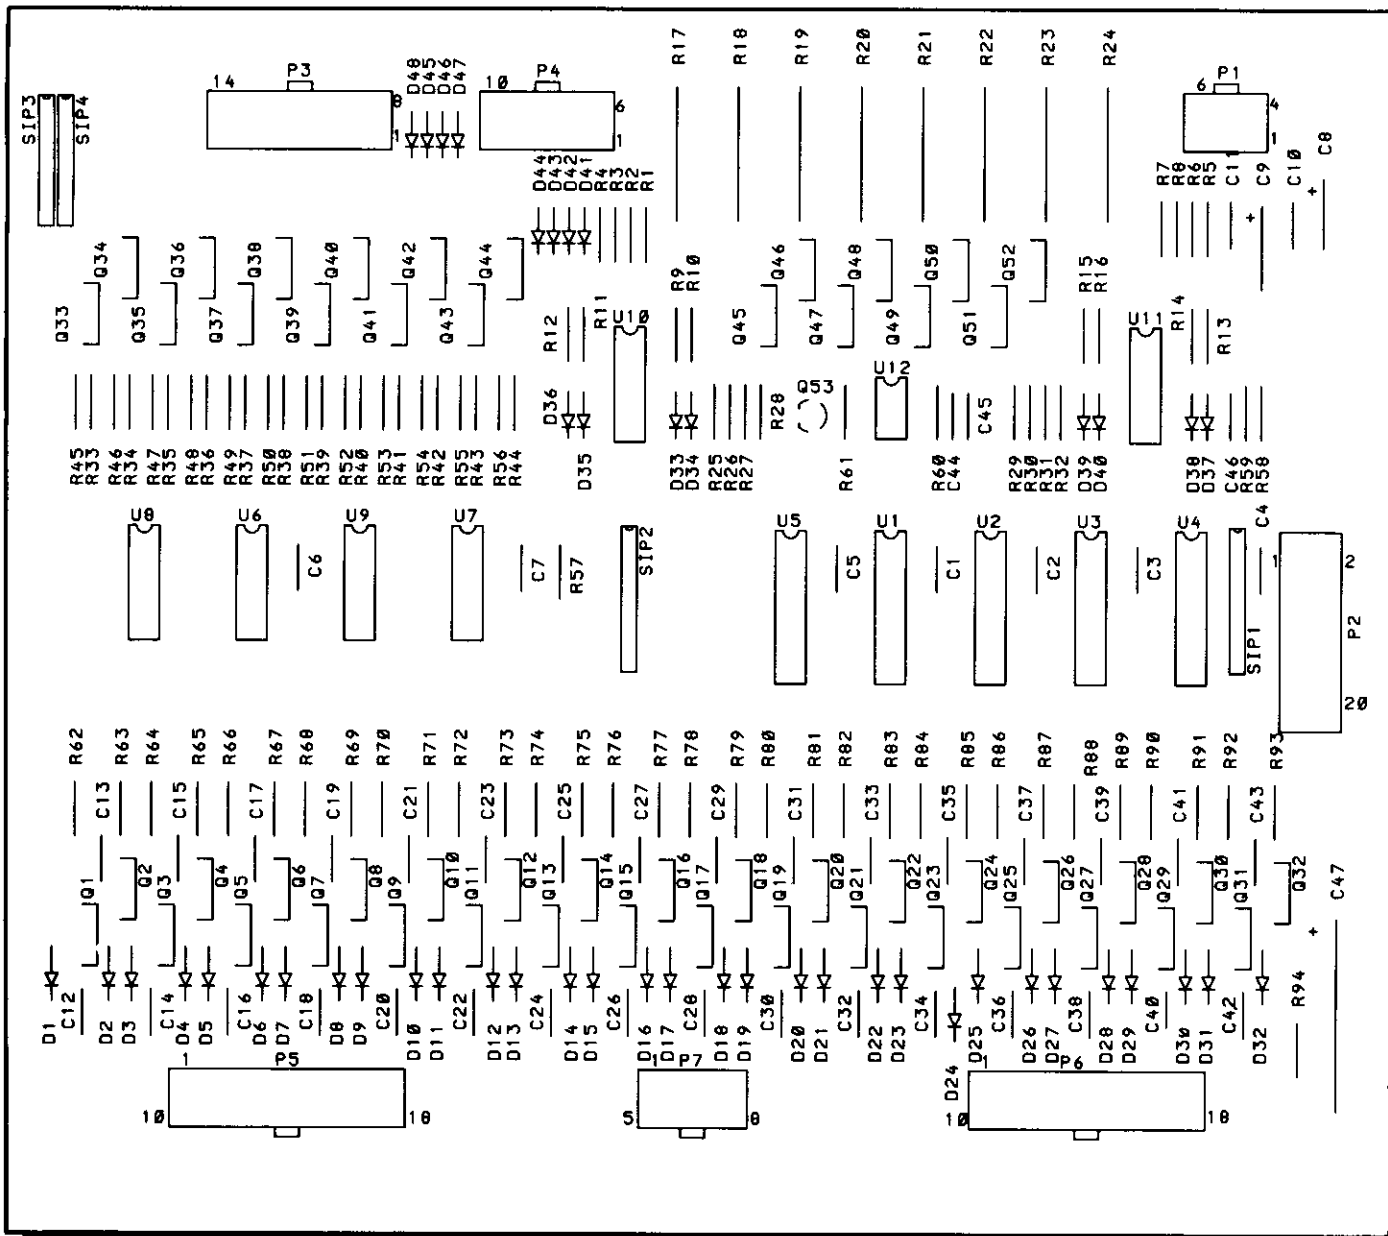 R17 R18 R19 R20 R21 R22 R23 R24
P3 D48 D45 D46 D47 P4 P1
14 10 6
SIP3 SIP4 8 6 4
1 1 1 C8
D44 D43 D42 D41 R4 R3 R2 R1 R7 R8 R6 R5 C11 C9 C10 +
+
Q34 Q36 Q38 Q40 Q42 Q44 R9 R10 Q46 Q48 Q50 Q52 R15 R16
Q33 Q35 Q37 Q39 Q41 Q43 R12 R11 U10 Q45 Q47 Q49 Q51 U11 R14 R13
D36 R28 Q53 U12 C45
R45 R33 R46 R34 R47 R35 R48 R36 R49 R37 R50 R38 R51 R39 R52 R40 R53 R41 R54 R42 R55 R43 R56 R44 D35 D33 D34 R25 R26 R27 R61 R60 C44 R29 R30 R31 R32 D39 D40 D38 D37 C46 R59 R58
U8 U6 U9 U7 SIP2 U5 U1 U2 U3 U4 C4
C6 C7 R57 C5 C1 C2 C3 1 2
SIP1 P2
20
R62 R63 R64 R65 R66 R67 R68 R69 R70 R71 R72 R73 R74 R75 R76 R77 R78 R79 R80 R81 R82 R83 R84 R85 R86 R87 R88 R89 R90 R91 R92 R93
C13 C15 C17 C19 C21 C23 C25 C27 C29 C31 C33 C35 C37 C39 C41 C43
Q1 Q2 Q3 Q4 Q5 Q6 Q7 Q8 Q9 Q10 Q11 Q12 Q13 Q14 Q15 Q16 Q17 Q18 Q19 Q20 Q21 Q22 Q23 Q24 Q25 Q26 Q27 Q28 Q29 Q30 Q31 Q32 C47
+
D1 C12 D2 D3 C14 D4 D5 C16 D6 D7 C18 D8 D9 C20 D10 D11 C22 D12 D13 C24 D14 D15 C26 D16 D17 C28 D18 D19 C30 D20 D21 C32 D22 D23 C34 D24 D25 C36 D26 D27 C38 D28 D29 C40 D30 D31 C42 D32 R94
1 P5 1 P7 1 P6
10 18 5 8 10 18